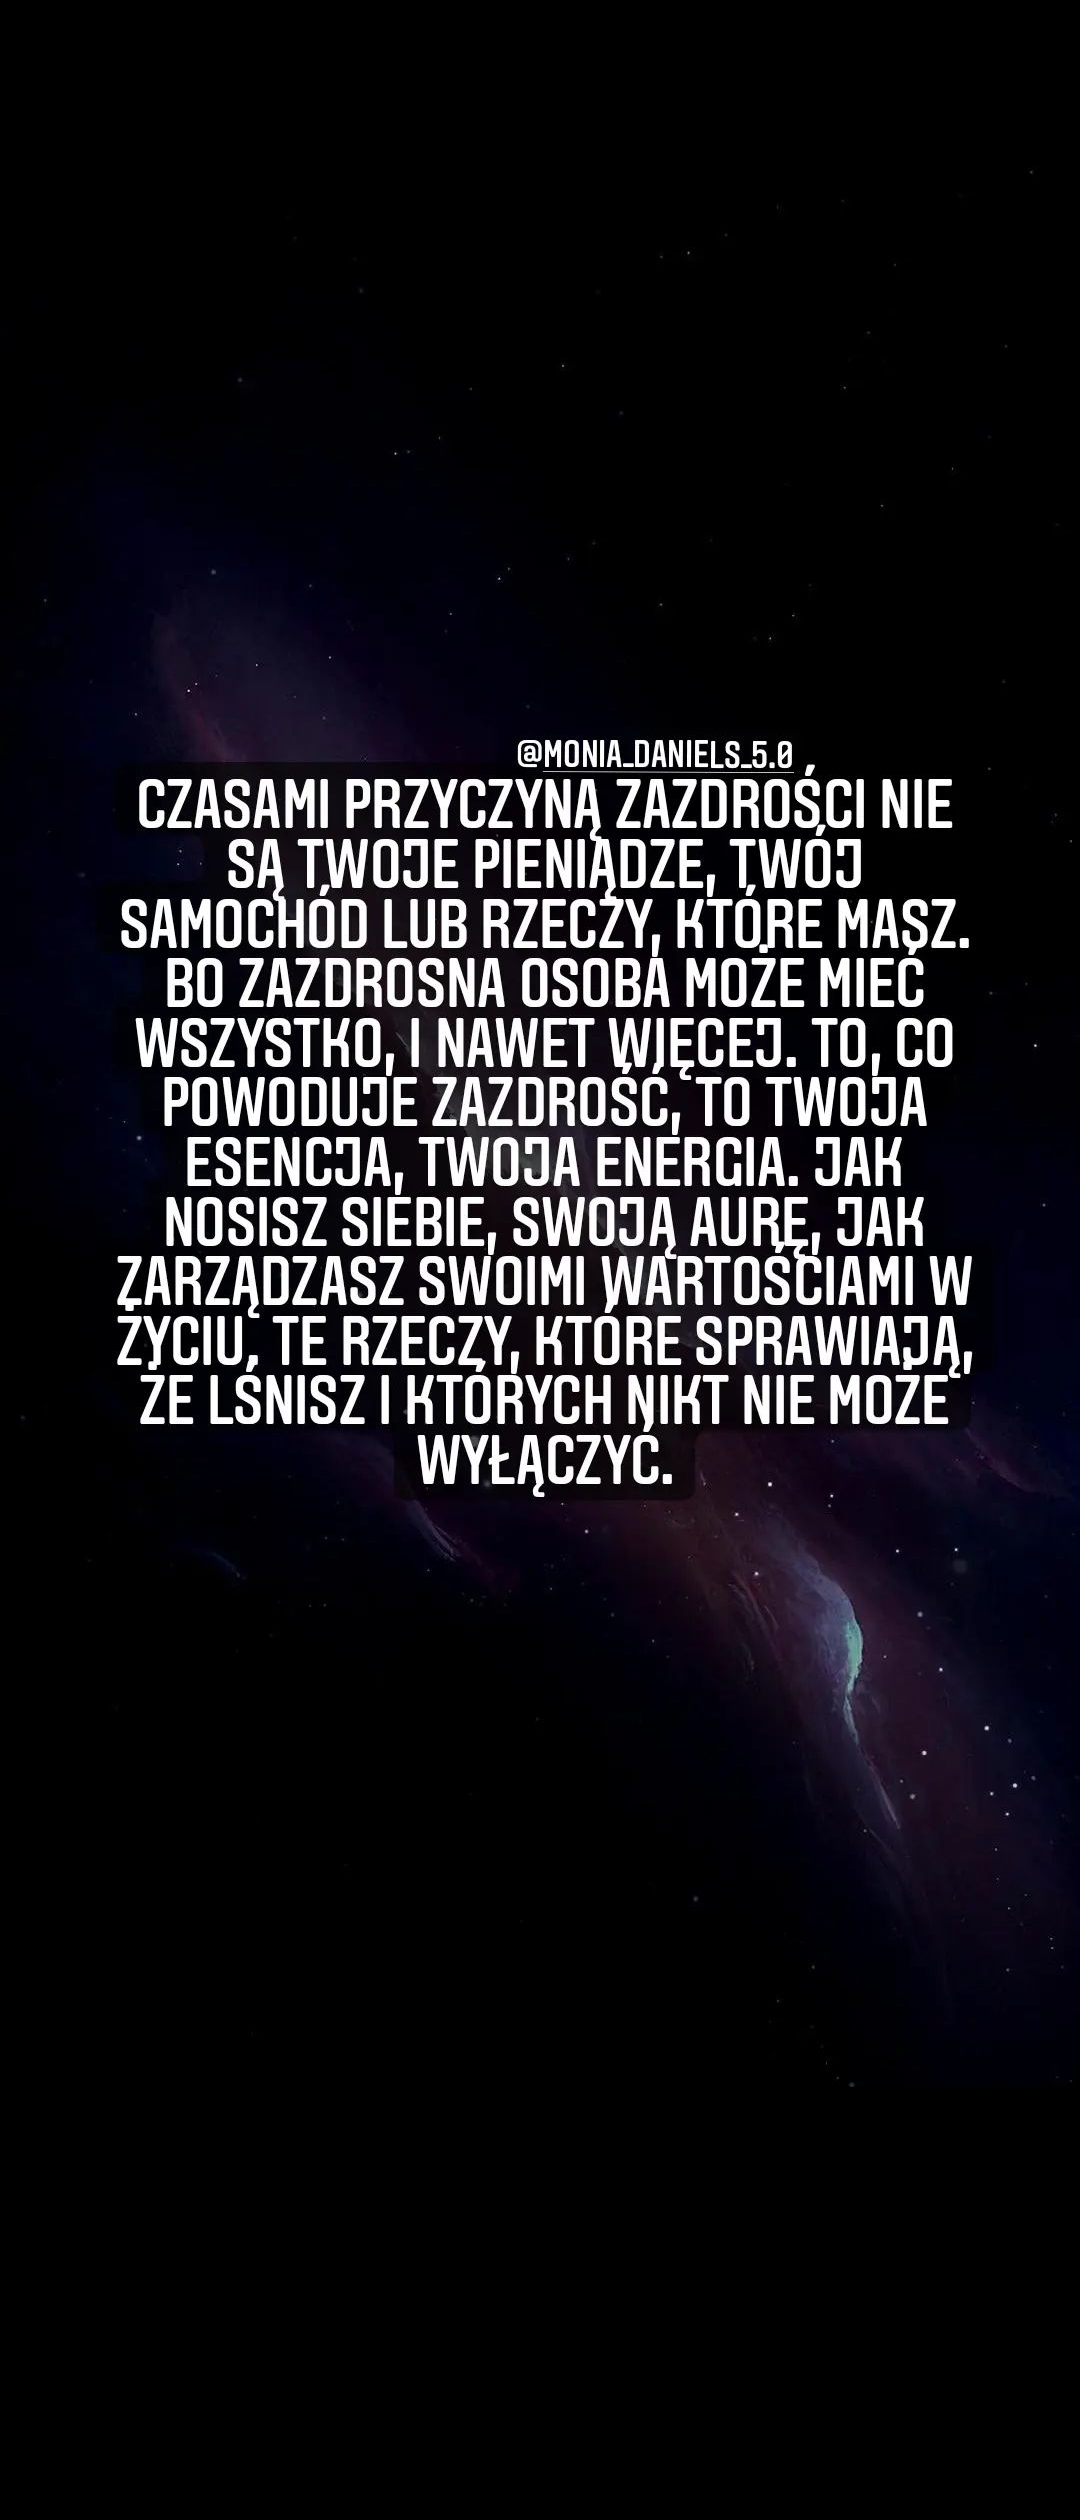 @MONIA_DANIELS_5.0
CZASAMI PRZYCZYNĄ ZAZDROŚCI NIE
SĄ TWOJE PIENIĄDZE, TWÓJ
SAMOCHÓD LUB RZECZY, KTÓRE MASZ.
BO ZAZDROSNA OSOBA MOŻE MIEĆ
WSZYSTKO, I NAWET WIĘCEJ. TO, CO
POWODUJE ZAZDROŚĆ, TO TWOJA
ESENCJA, TWOJA ENERGIA. JAK
NOSISZ SIEBIE, SWOJĄ AURĘ, JAK
ZARZĄDZASZ SWOIMI WARTOŚCIAMI W
ŻYCIU, TE RZECZY, KTÓRE SPRAWIAJĄ,
ŻE LŚNISZ I KTÓRYCH NIKT NIE MOŻE
WYŁĄCZYĆ.